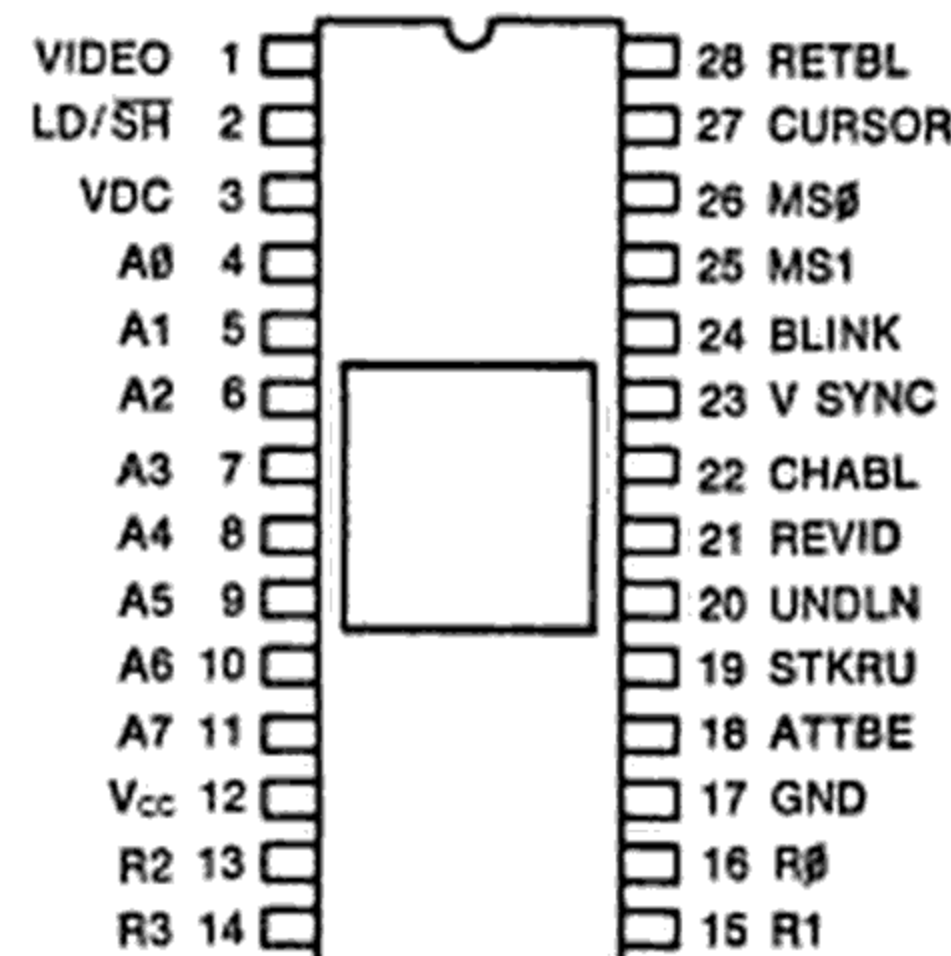 VIDEO 1 28 RETBL
LD/S̅H̅ 2 27 CURSOR
VDC 3 26 MSØ
AØ 4 25 MS1
A1 5 24 BLINK
A2 6 23 V SYNC
A3 7 22 CHABL
A4 8 21 REVID
A5 9 20 UNDLN
A6 10 19 STKRU
A7 11 18 ATTBE
Vcc 12 17 GND
R2 13 16 RØ
R3 14 15 R1